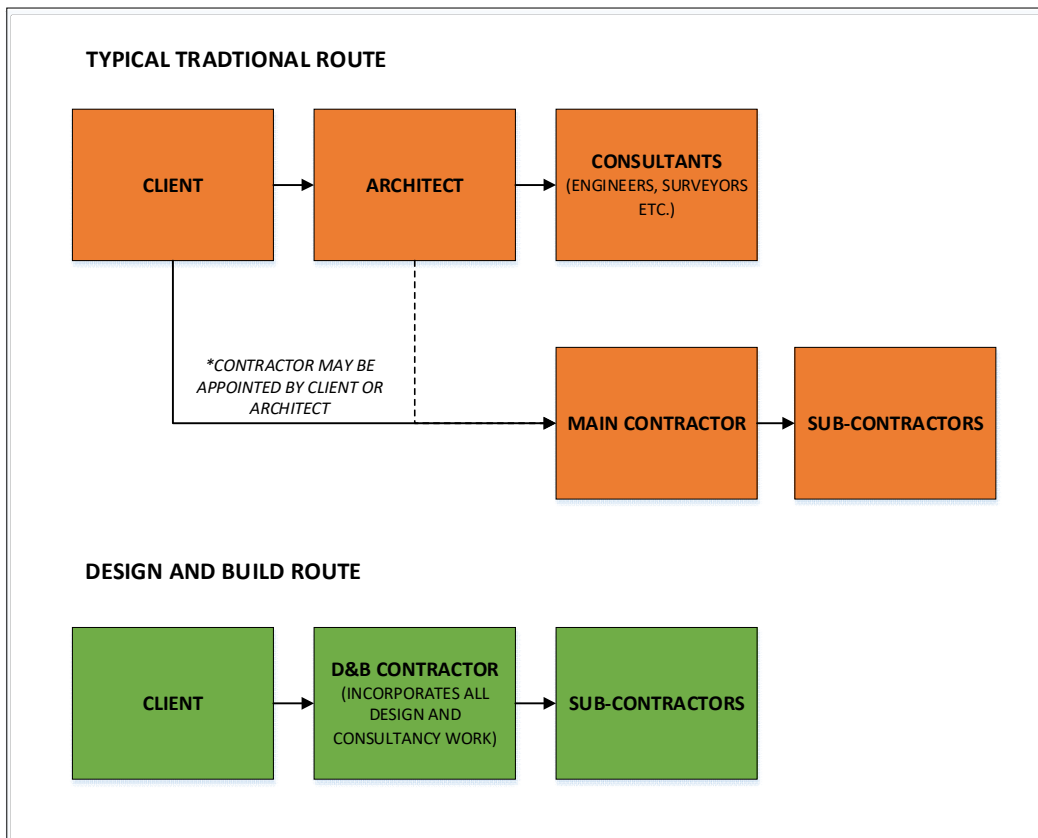 TYPICAL TRADTIONAL ROUTE
CLIENT
ARCHITECT
CONSULTANTS
(ENGINEERS, SURVEYORS
ETC.)
*CONTRACTOR MAY BE
APPOINTED BY CLIENT OR
ARCHITECT
MAIN CONTRACTOR
SUB-CONTRACTORS
DESIGN AND BUILD ROUTE
CLIENT
D&B CONTRACTOR
(INCORPORATES ALL
DESIGN AND
CONSULTANCY WORK)
SUB-CONTRACTORS